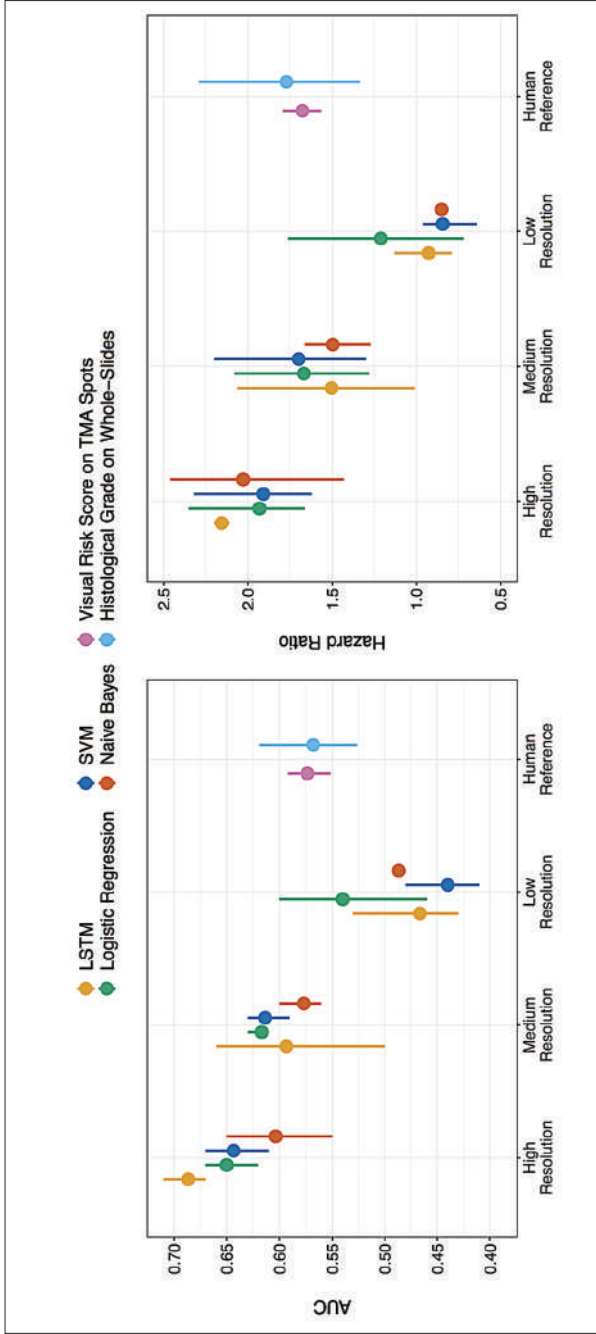 LSTM SVM Visual Risk Score on TMA Spots
Logistic Regression Naive Bayes Histological Grade on Whole−Slides
AUC
0.70
0.65
0.60
0.55
0.50
0.45
0.40
High
Resolution
Medium
Resolution
Low
Resolution
Human
Reference
Hazard Ratio
2.5
2.0
1.5
1.0
0.5
High
Resolution
Medium
Resolution
Low
Resolution
Human
Reference